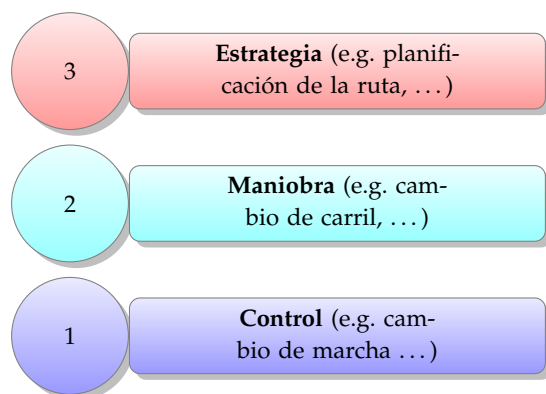 3
Estrategia (e.g. planifi-
cación de la ruta, ...)
2
Maniobra (e.g. cam-
bio de carril, ...)
1
Control (e.g. cam-
bio de marcha ...)